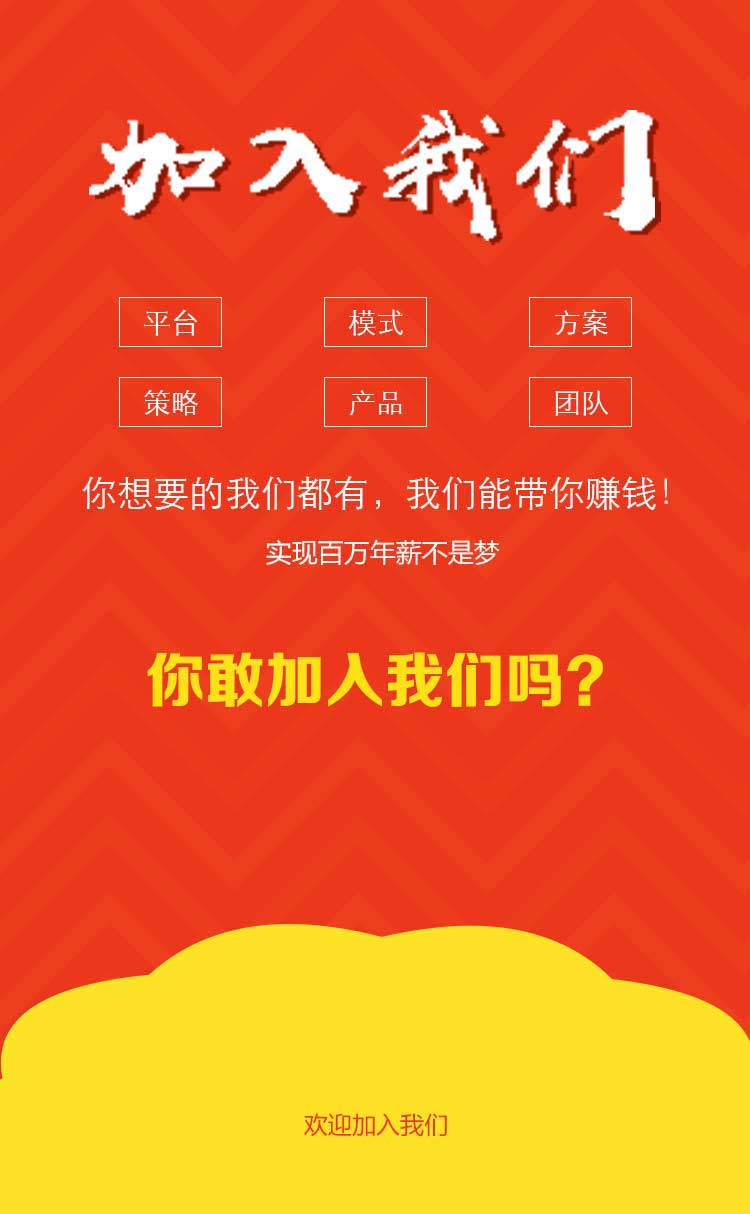 加入我们
平台 模式 方案
策略 产品 团队
你想要的我们都有，我们能带你赚钱！
实现百万年薪不是梦
你敢加入我们吗？
欢迎加入我们